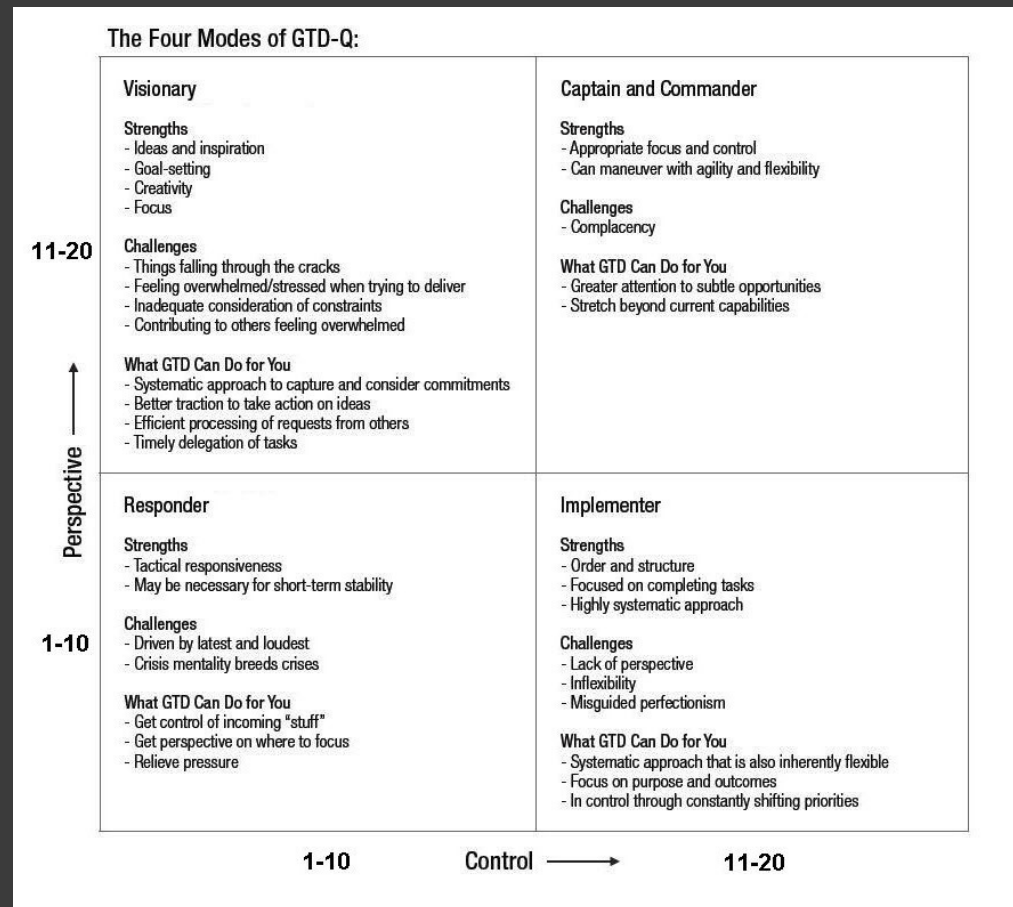 The Four Modes of GTD-Q:
Visionary
Strengths
- Ideas and inspiration
- Goal-setting
- Creativity
- Focus
Challenges
- Things falling through the cracks
- Feeling overwhelmed/stressed when trying to deliver
- Inadequate consideration of constraints
- Contributing to others feeling overwhelmed
What GTD Can Do for You
- Systematic approach to capture and consider commitments
- Better traction to take action on ideas
- Efficient processing of requests from others
- Timely delegation of tasks
Captain and Commander
Strengths
- Appropriate focus and control
- Can maneuver with agility and flexibility
Challenges
- Complacency
What GTD Can Do for You
- Greater attention to subtle opportunities
- Stretch beyond current capabilities
11-20
Perspective
Responder
Strengths
- Tactical responsiveness
- May be necessary for short-term stability
Challenges
- Driven by latest and loudest
- Crisis mentality breeds crises
What GTD Can Do for You
- Get control of incoming “stuff”
- Get perspective on where to focus
- Relieve pressure
Implementer
Strengths
- Order and structure
- Focused on completing tasks
- Highly systematic approach
Challenges
- Lack of perspective
- Inflexibility
- Misguided perfectionism
What GTD Can Do for You
- Systematic approach that is also inherently flexible
- Focus on purpose and outcomes
- In control through constantly shifting priorities
1-10
1-10
Control
11-20